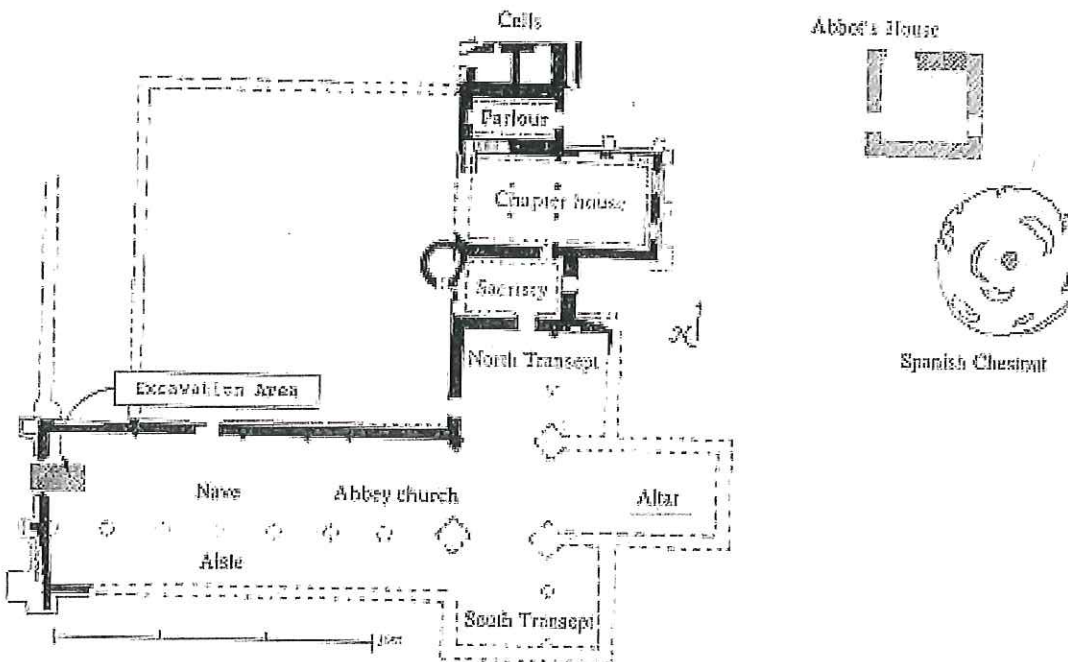 Cells
Abbot's House
Parlour
Chapter house
Sacristy
North Transept
Spanish Chestnut
Excavation Area
N
Nave
Abbey church
Altar
Aisle
South Transept